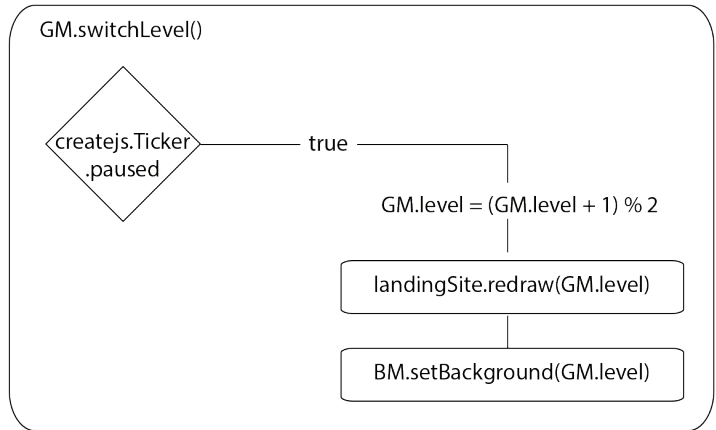 GM.switchLevel()
createjs.Ticker
.paused
true
GM.level = (GM.level + 1) % 2
landingSite.redraw(GM.level)
BM.setBackground(GM.level)